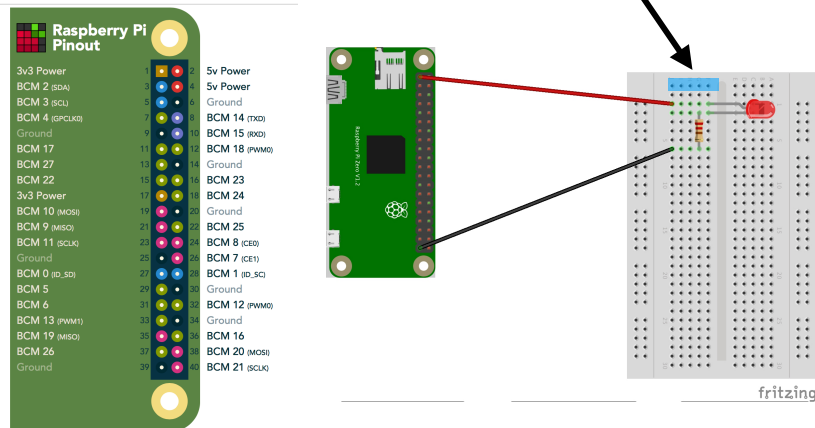 Raspberry Pi
Pinout
3v3 Power 1 2 5v Power
BCM 2 (SDA) 3 4 5v Power
BCM 3 (SCL) 5 6 Ground
BCM 4 (GPCLK0) 7 8 BCM 14 (TXD)
Ground 9 10 BCM 15 (RXD)
BCM 17 11 12 BCM 18 (PWM0)
BCM 27 13 14 Ground
BCM 22 15 16 BCM 23
3v3 Power 17 18 BCM 24
BCM 10 (MOSI) 19 20 Ground
BCM 9 (MISO) 21 22 BCM 25
BCM 11 (SCLK) 23 24 BCM 8 (CE0)
Ground 25 26 BCM 7 (CE1)
BCM 0 (ID_SD) 27 28 BCM 1 (ID_SC)
BCM 5 29 30 Ground
BCM 6 31 32 BCM 12 (PWM0)
BCM 13 (PWM1) 33 34 Ground
BCM 19 (MISO) 35 36 BCM 16
BCM 26 37 38 BCM 20 (MOSI)
Ground 39 40 BCM 21 (SCLK)
Raspberry Pi Zero V1.2
fritzing